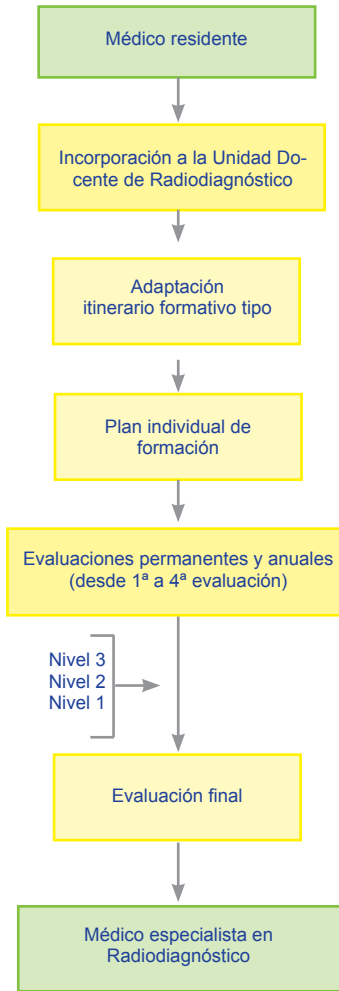 Médico residente
Incorporación a la Unidad Do-
cente de Radiodiagnóstico
Adaptación
itinerario formativo tipo
Plan individual de
formación
Evaluaciones permanentes y anuales
(desde 1ª a 4ª evaluación)
Nivel 3
Nivel 2
Nivel 1
Evaluación final
Médico especialista en
Radiodiagnóstico